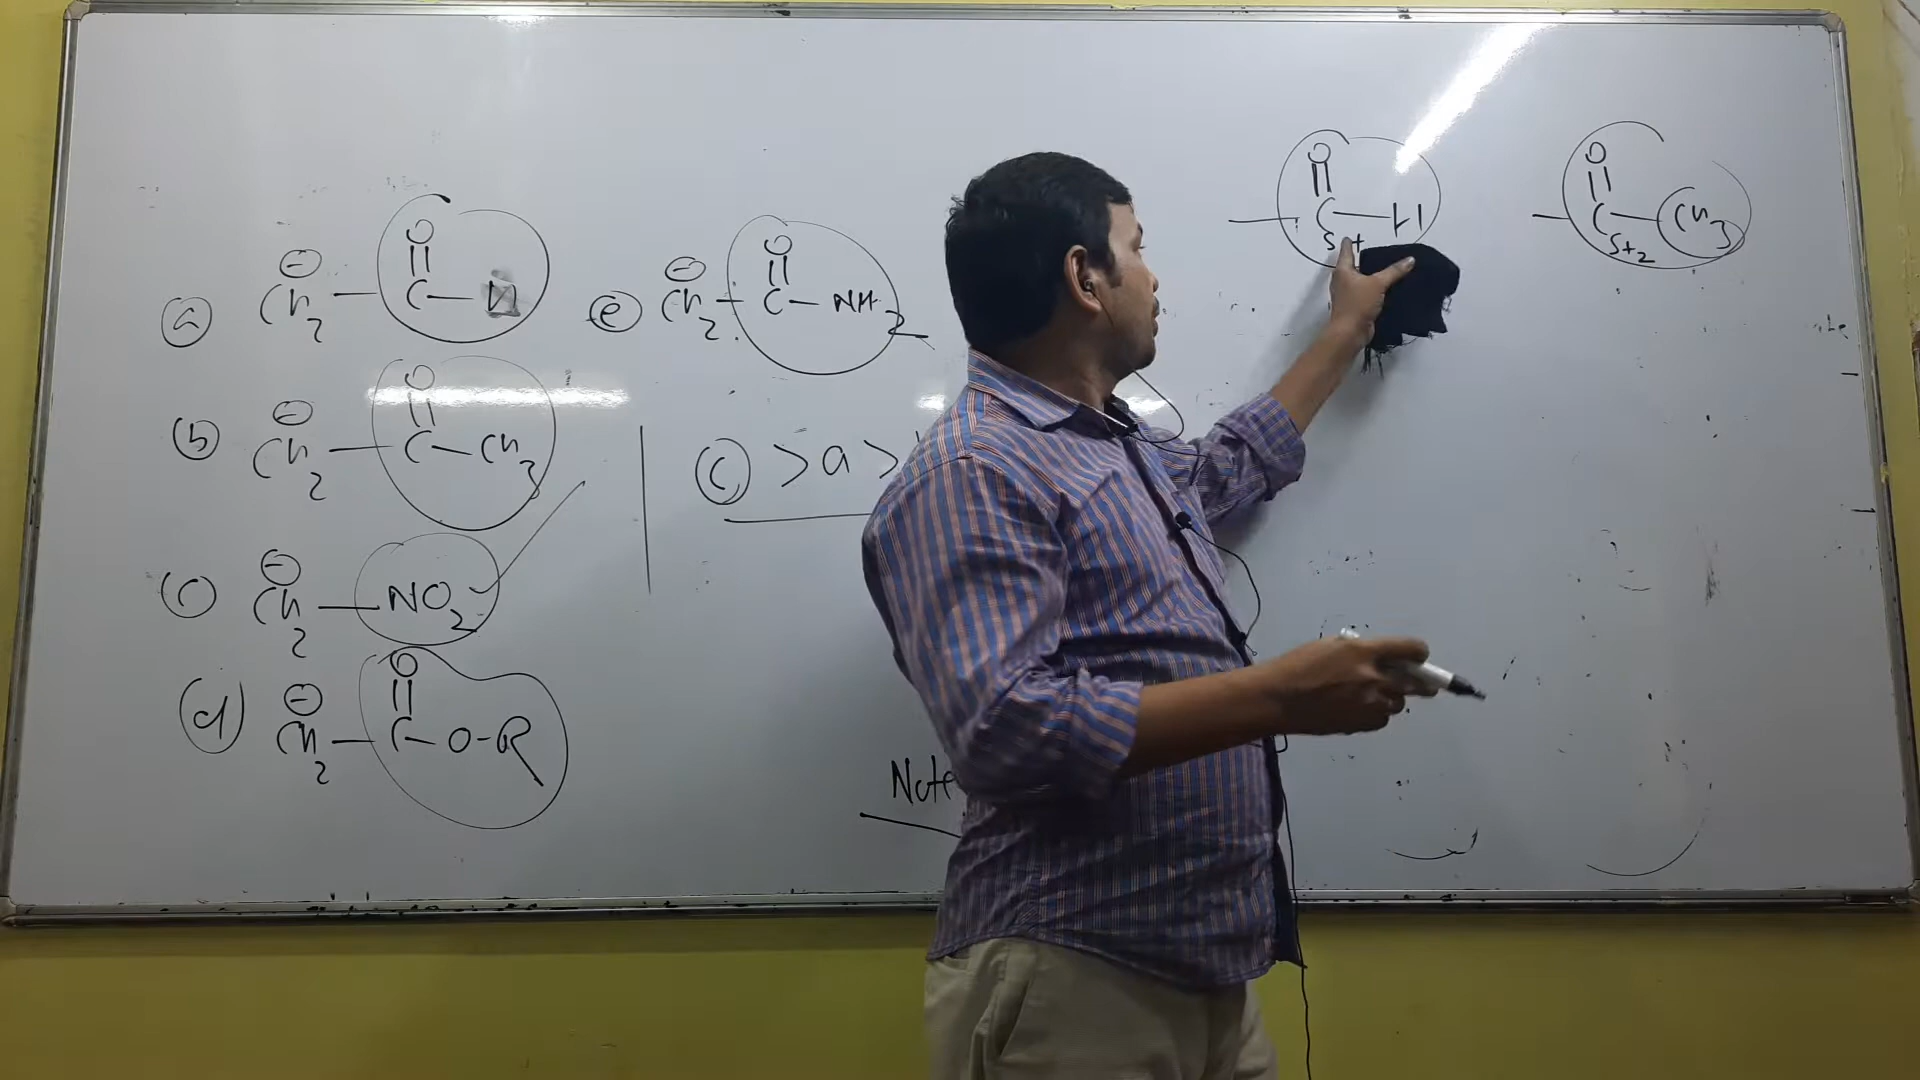 (a) ⊖CH2—C(=O)—H
(b) ⊖CH2—C(=O)—CH3
(c) ⊖CH2—NO2
(d) ⊖CH2—C(=O)—O-R
(e) ⊖CH2—C(=O)—NH2
(c) > a >
Note
—C(=O)—H
δ+
—C(=O)—CH3
δ+2